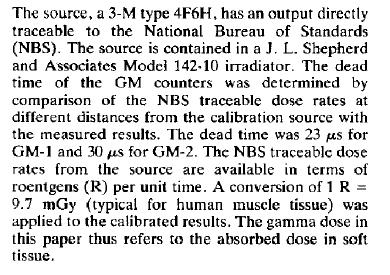 The source, a 3-M type 4F6H, has an output directly
traceable to the National Bureau of Standards
(NBS). The source is contained in a J. L. Shepherd
and Associates Model 142-10 irradiator. The dead
time of the GM counters was determined by
comparison of the NBS traceable dose rates at
different distances from the calibration source with
the measured results. The dead time was 23 μs for
GM-1 and 30 μs for GM-2. The NBS traceable dose
rates from the source are available in terms of
roentgens (R) per unit time. A conversion of 1 R =
9.7 mGy (typical for human muscle tissue) was
applied to the calibrated results. The gamma dose in
this paper thus refers to the absorbed dose in soft
tissue.